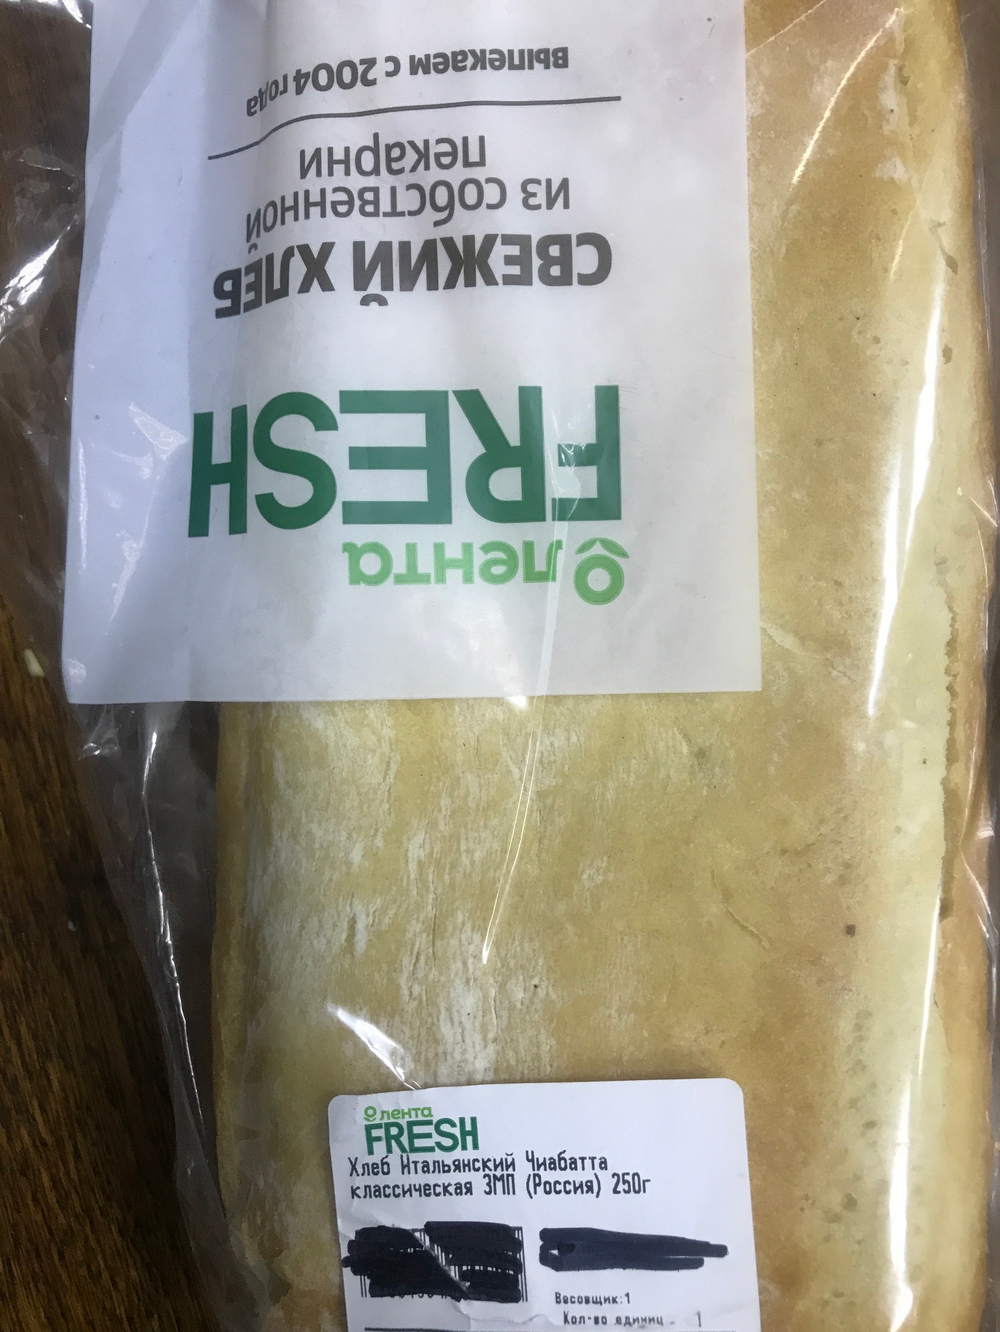 лента
FRESH
СВЕЖИЙ ХЛЕБ
из собственной
пекарни
выпекаем с 2004 года
лента
FRESH
Хлеб Итальянский Чиабатта
классическая ЗМП (Россия) 250г
Весовщик:1
Кол-во единиц - 1